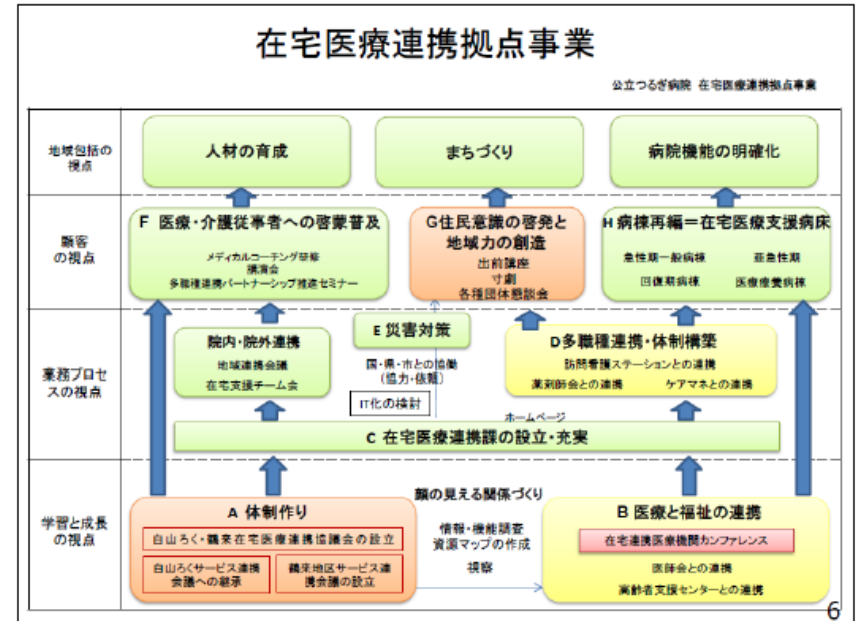 在宅医療連携拠点事業
公立つるぎ病院 在宅医療連携拠点事業
地域包括の
視点
人材の育成
まちづくり
病院機能の明確化
顧客
の視点
F 医療・介護従事者への啓蒙普及
メディカルコーチング研修
講演会
多職種連携パートナーシップ推進セミナー
G住民意識の啓発と
地域力の創造
出前講座
寸劇
各種団体懇談会
H 病棟再編=在宅医療支援病床
急性期一般病棟
亜急性期
回復期病棟
医療療養病棟
業務プロセ
スの視点
院内・院外連携
地域連携会議
在宅支援チーム会
E 災害対策
国・県・市との協働
(協力・依頼)
IT化の検討
D多職種連携・体制構築
訪問看護ステーションとの連携
薬剤師会との連携
ケアマネとの連携
ホームページ
C 在宅医療連携課の設立・充実
学習と成長
の視点
A 体制作り
白山ろく・鶴来在宅医療連携協議会の設立
白山ろくサービス連携
会議への継承
鶴来地区サービス連
携会議の設立
顔の見える関係づくり
情報・機能調査
資源マップの作成
視察
B 医療と福祉の連携
在宅連携医療機関カンファレンス
医師会との連携
高齢者支援センターとの連携
6